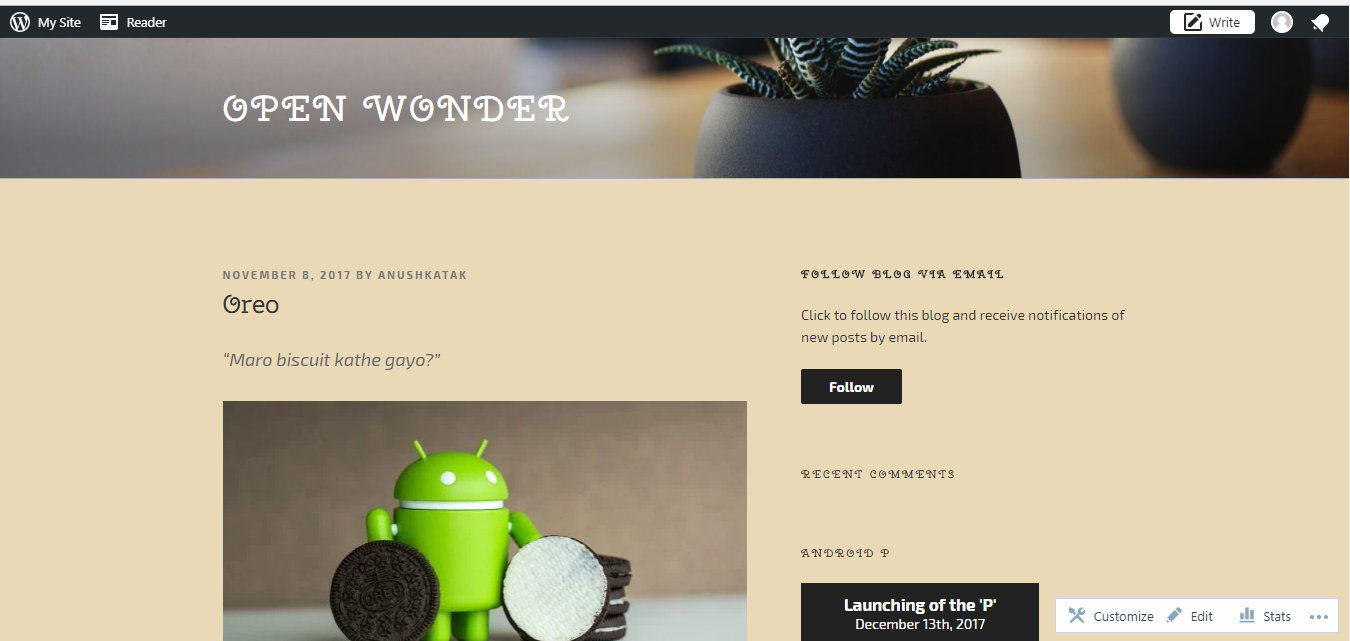 My Site
Reader
Write
OPEN WONDER
NOVEMBER 8, 2017 BY ANUSHKATAK
Oreo
“Maro biscuit kathe gayo?”
OREO
FOLLOW BLOG VIA EMAIL
Click to follow this blog and receive notifications of
new posts by email.
Follow
RECENT COMMENTS
ANDROID P
Launching of the 'P'
December 13th, 2017
Customize
Edit
Stats